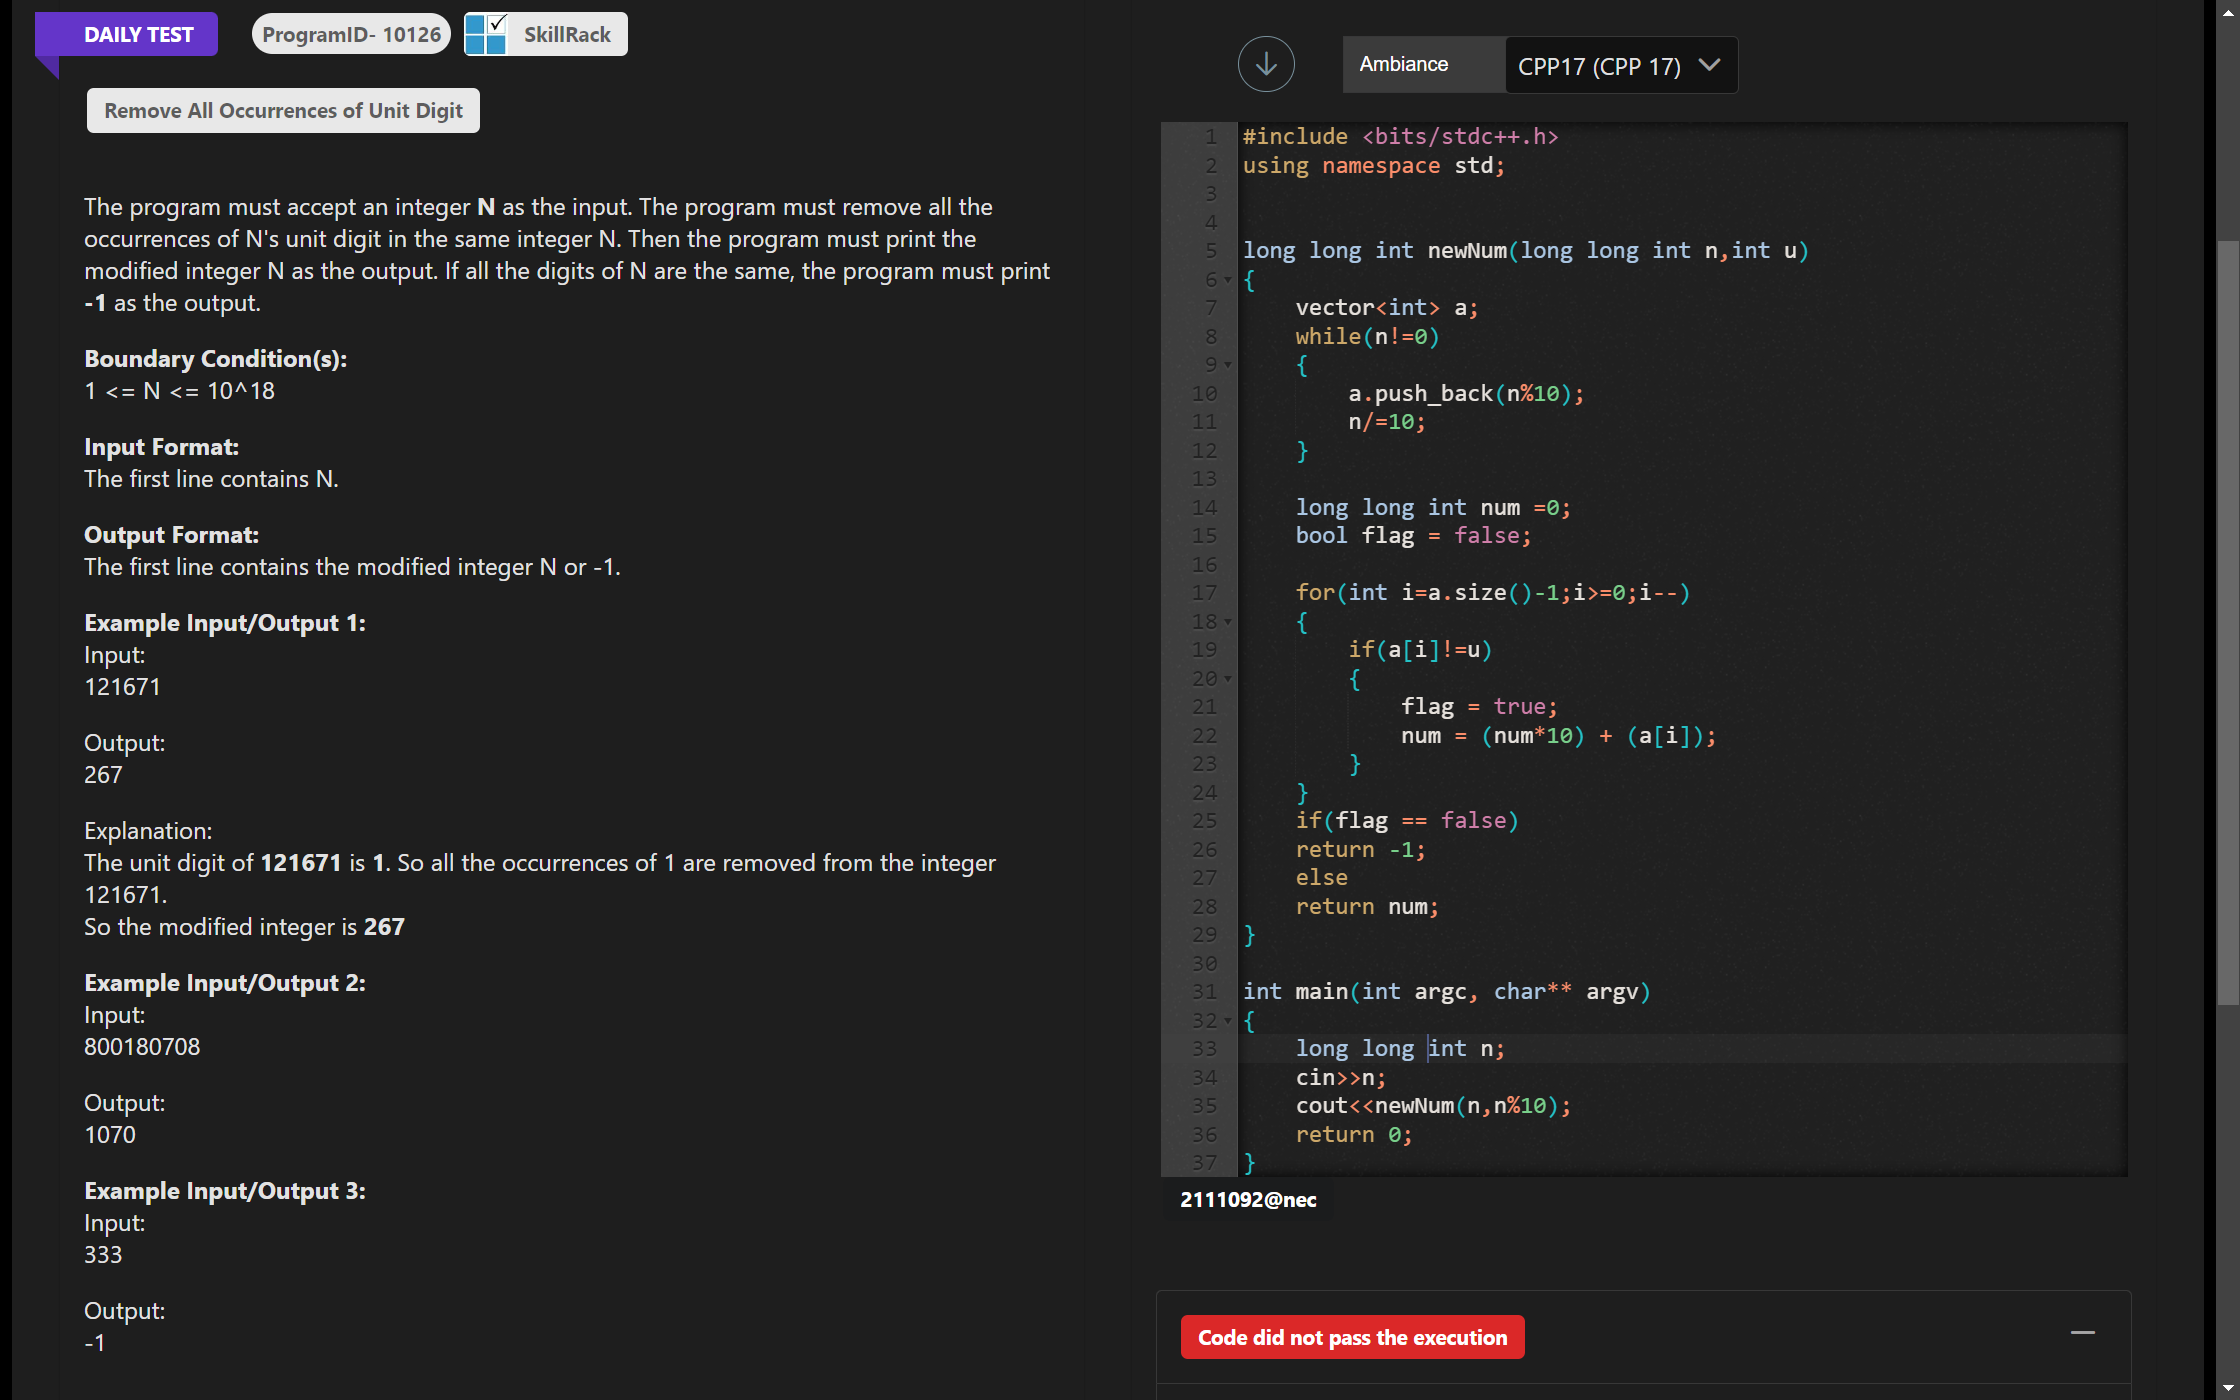 DAILY TEST
ProgramID- 10126
SkillRack
Remove All Occurrences of Unit Digit
The program must accept an integer N as the input. The program must remove all the
occurrences of N's unit digit in the same integer N. Then the program must print the
modified integer N as the output. If all the digits of N are the same, the program must print
-1 as the output.
Boundary Condition(s):
1 <= N <= 10^18
Input Format:
The first line contains N.
Output Format:
The first line contains the modified integer N or -1.
Example Input/Output 1:
Input:
121671
Output:
267
Explanation:
The unit digit of 121671 is 1. So all the occurrences of 1 are removed from the integer
121671.
So the modified integer is 267
Example Input/Output 2:
Input:
800180708
Output:
1070
Example Input/Output 3:
Input:
333
Output:
-1
Ambiance
CPP17 (CPP 17)
1 #include <bits/stdc++.h>
2 using namespace std;
3
4
5 long long int newNum(long long int n,int u)
6 {
7 vector<int> a;
8 while(n!=0)
9 {
10 a.push_back(n%10);
11 n/=10;
12 }
13
14 long long int num =0;
15 bool flag = false;
16
17 for(int i=a.size()-1;i>=0;i--)
18 {
19 if(a[i]!=u)
20 {
21 flag = true;
22 num = (num*10) + (a[i]);
23 }
24 }
25 if(flag == false)
26 return -1;
27 else
28 return num;
29 }
30
31 int main(int argc, char** argv)
32 {
33 long long int n;
34 cin>>n;
35 cout<<newNum(n,n%10);
36 return 0;
37 }
2111092@nec
Code did not pass the execution